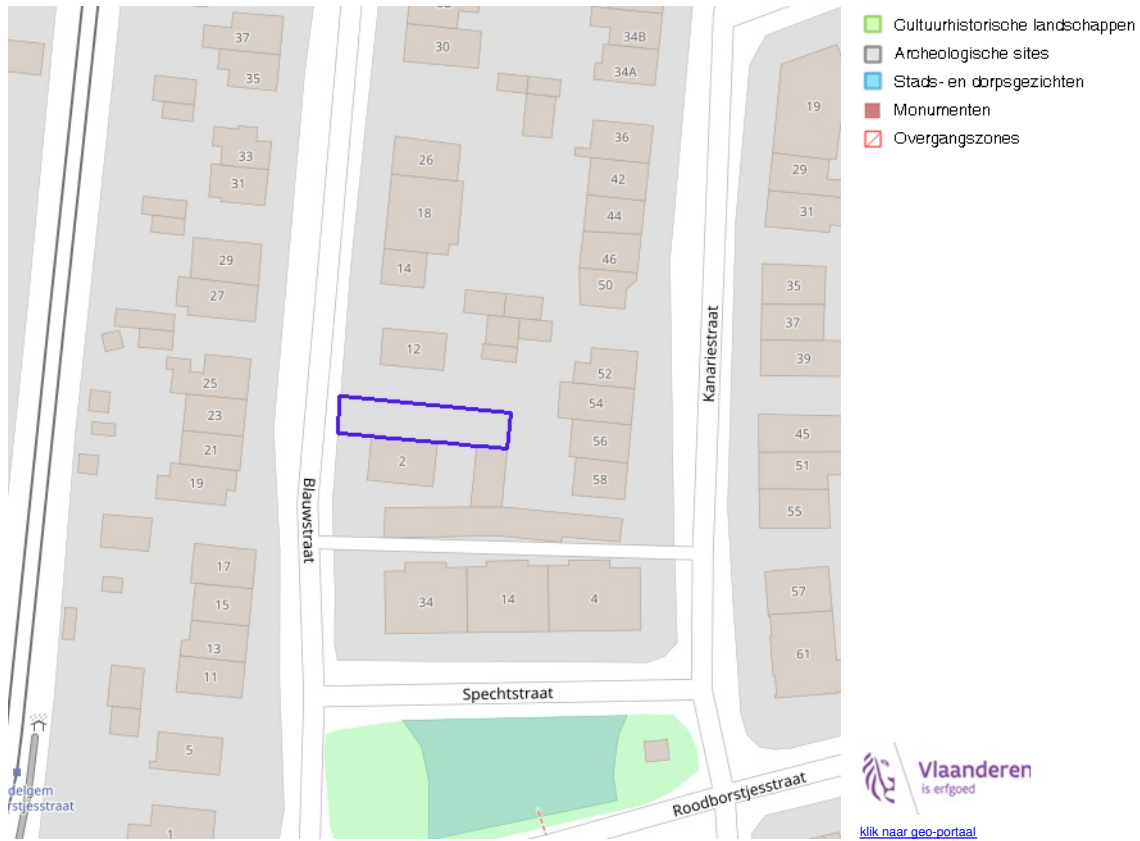 Cultuurhistorische landschappen
Archeologische sites
Stads- en dorpsgezichten
Monumenten
Overgangszones
37
35
30
34B
34A
19
33
31
26
36
42
29
31
18
44
29
46
14
50
27
35
37
39
12
25
52
54
23
45
21
56
2
51
19
58
55
Blauwstraat
Kanariestraat
17
57
34
14
4
15
13
61
11
Spechtstraat
5
delgem
rstjesstraat
Roodborstjesstraat
1
Vlaanderen
is erfgoed
klik naar geo-portaal